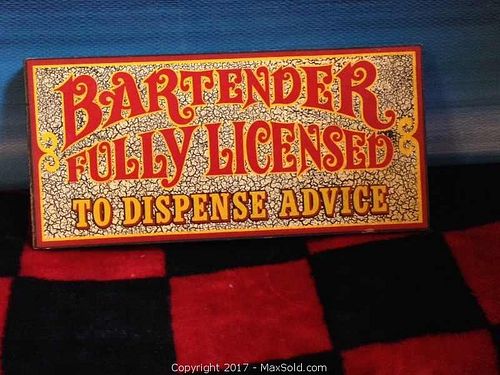 BARTENDER
FULLY LICENSED
TO DISPENSE ADVICE
Copyright 2017 - MaxSold.com